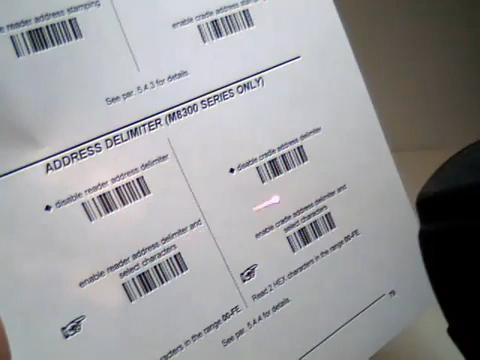 reader address stamping
enable cradle address stamping
See par. 5.4.3 for details.
ADDRESS DELIMITER (M8300 SERIES ONLY)
◆ disable reader address delimiter
◆ disable cradle address delimiter
enable reader address delimiter and
select characters
enable cradle address delimiter and
select characters
characters in the range 00-FE.
Read 2 HEX characters in the range 00-FE.
See par. 5.4.4 for details.
79